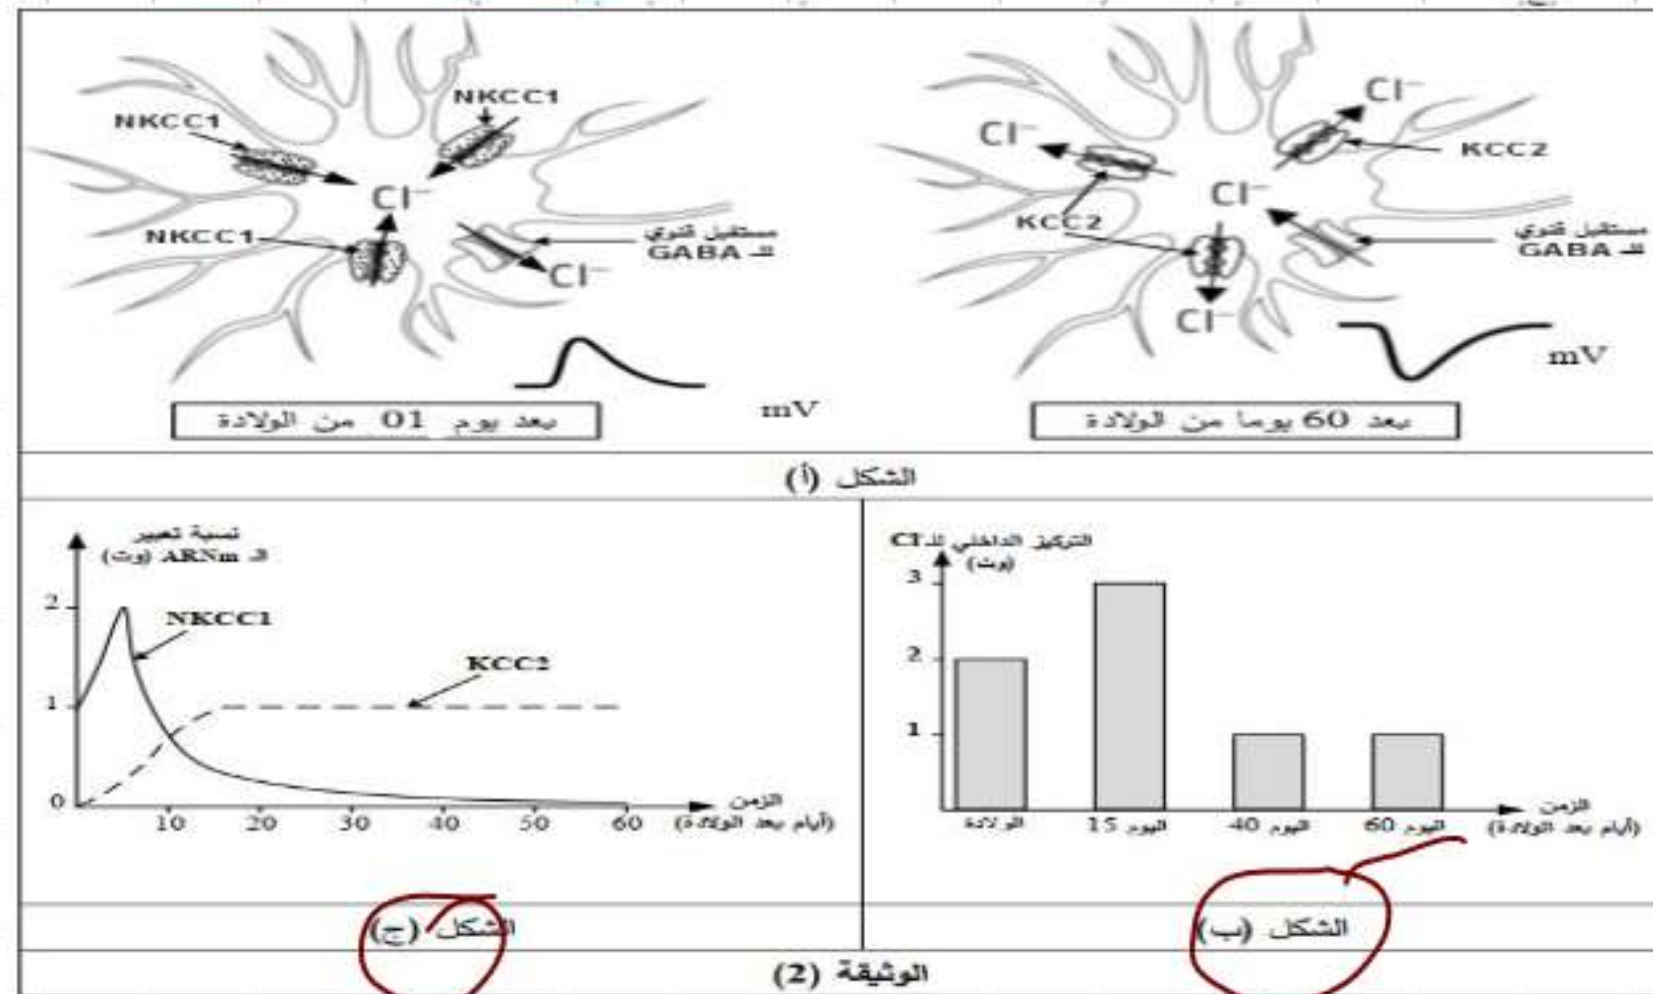 NKCC1
NKCC1
Cl⁻
NKCC1
مستقبل قنوي
للـ GABA
Cl⁻
mV
بعد يوم 01 من الولادة
Cl⁻
Cl⁻
KCC2
Cl⁻
KCC2
مستقبل قنوي
للـ GABA
Cl⁻
mV
بعد 60 يوما من الولادة
الشكل (أ)
نسبة تعبير
الـ ARNm (وت)
2
NKCC1
KCC2
1
0
10 20 30 40 50 60
الزمن
(أيام بعد الولادة)
الشكل (ج)
التركيز الداخلي للـ Cl⁻
(وت)
3
2
1
الولادة
اليوم 15
اليوم 40
اليوم 60
الزمن
(أيام بعد الولادة)
الشكل (ب)
الوثيقة (2)